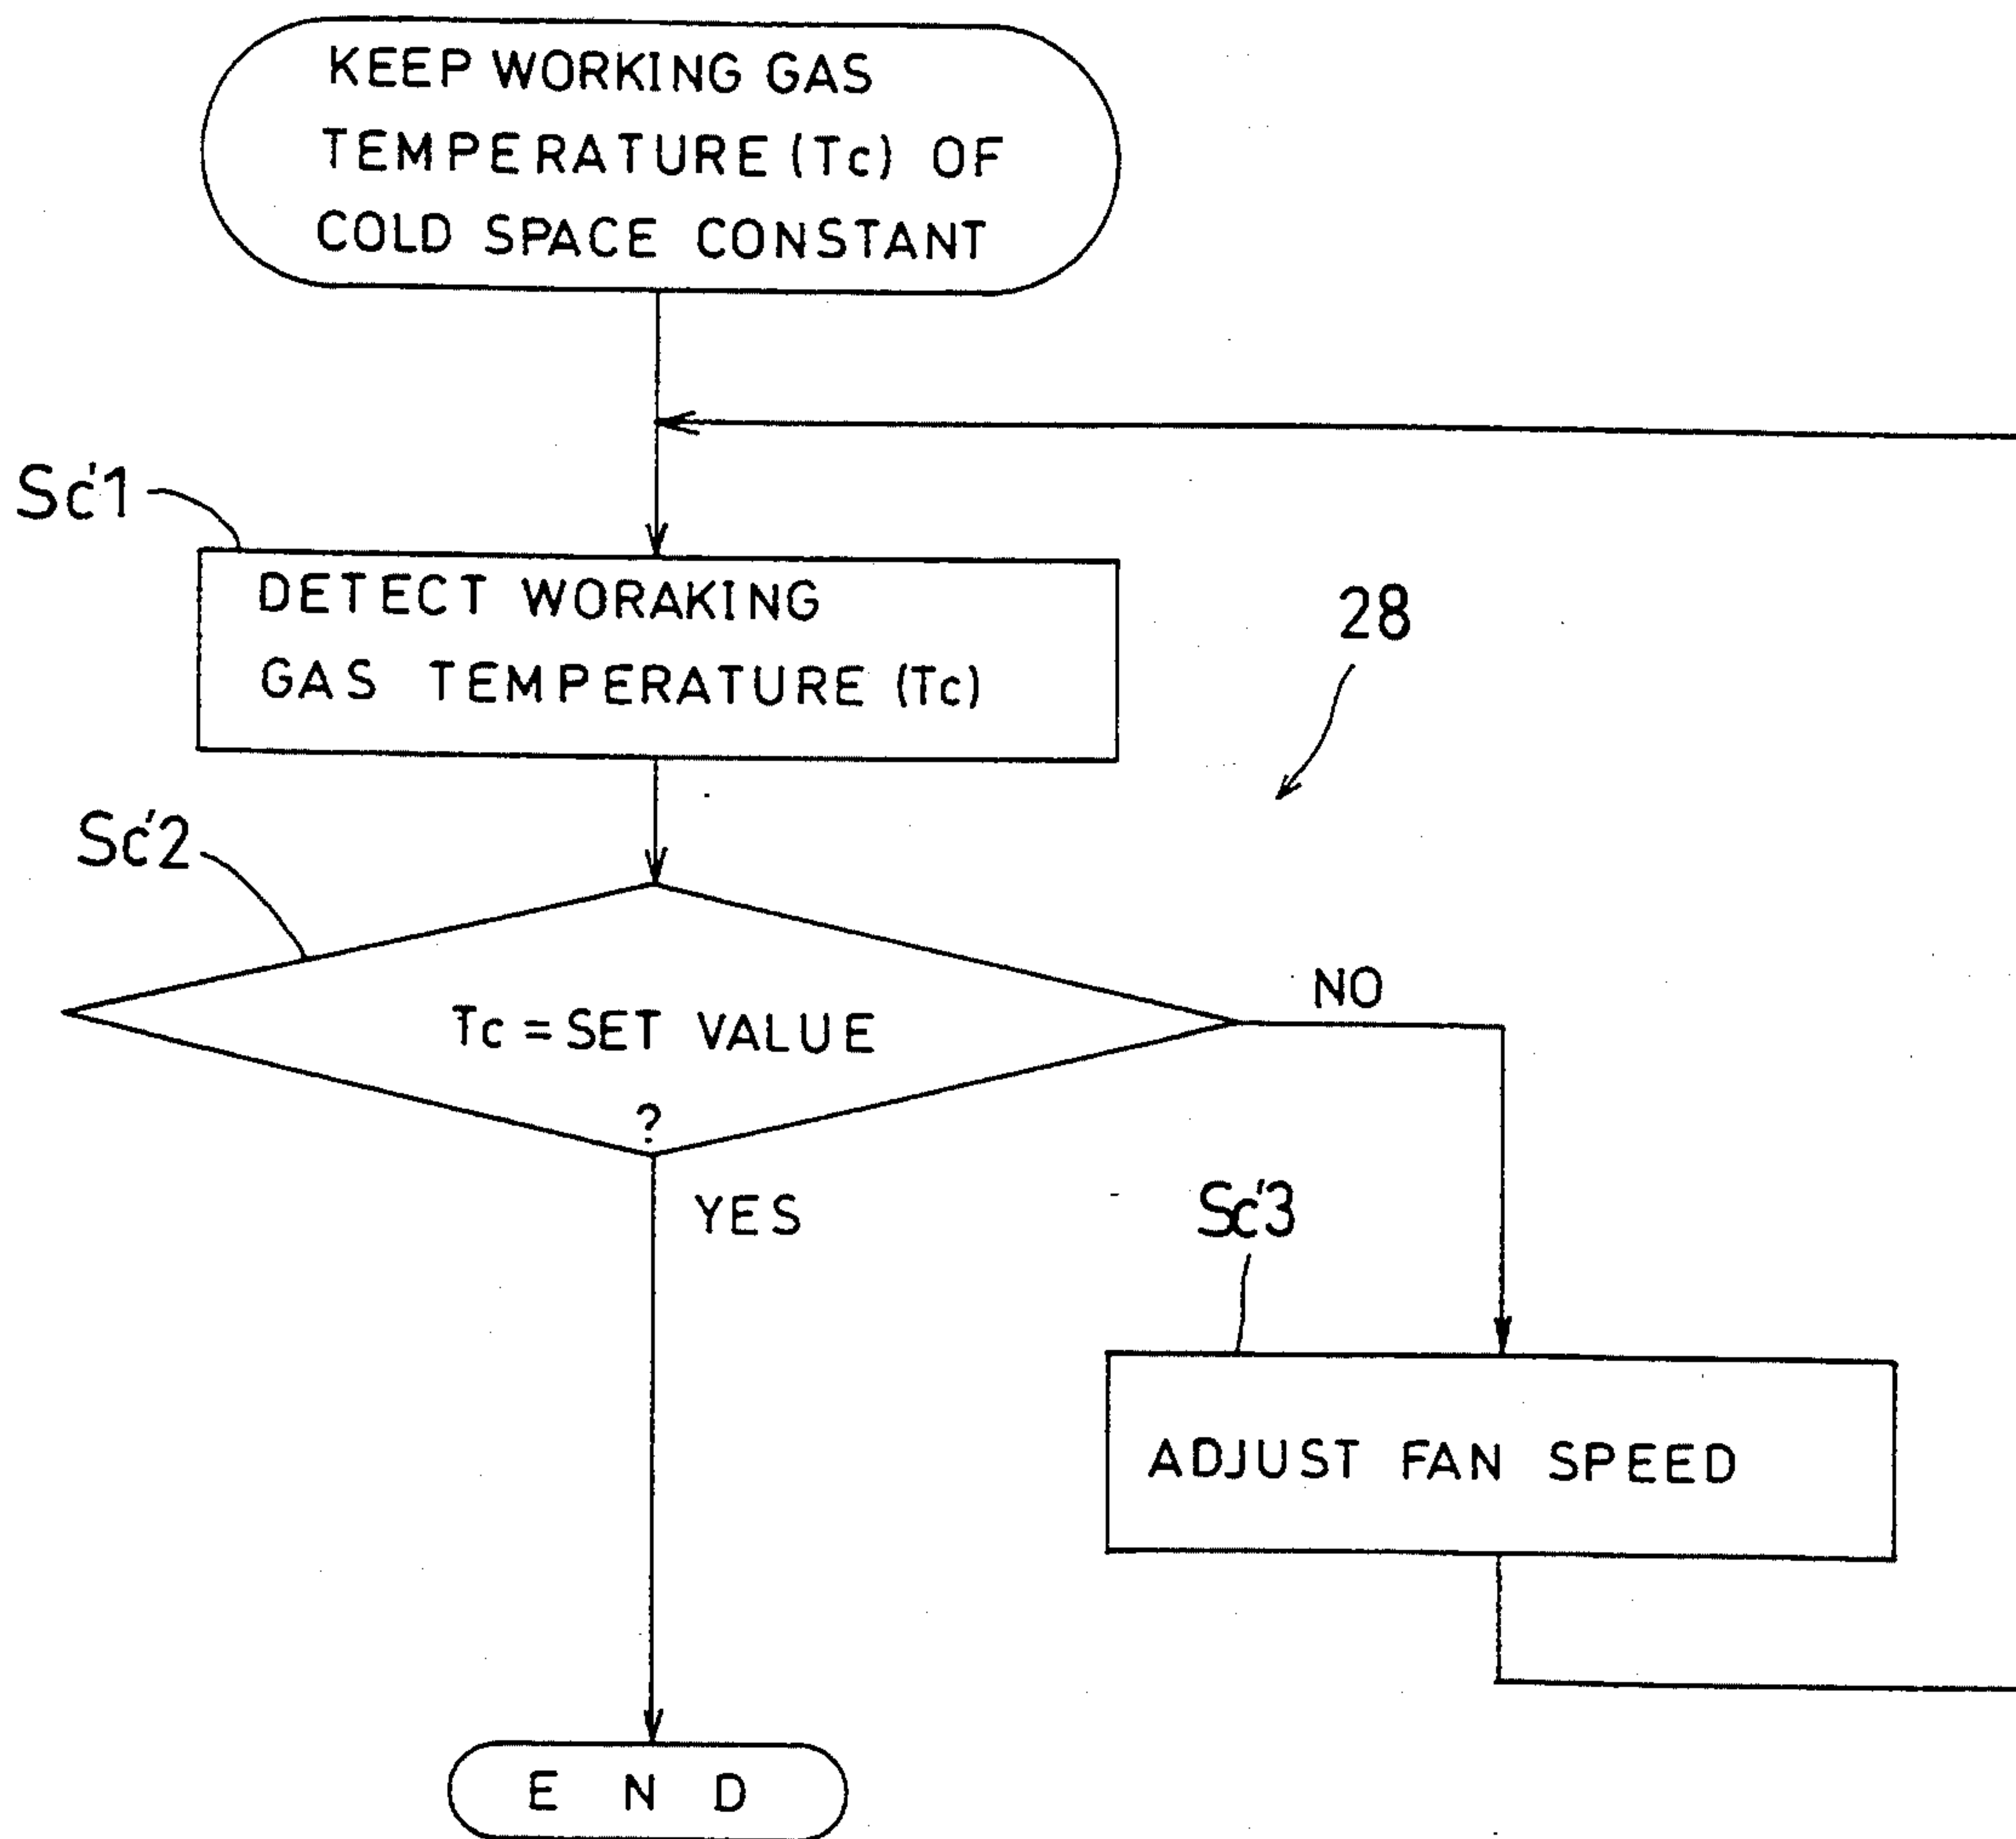 KEEP WORKING GAS
TEMPERATURE (Tc) OF
COLD SPACE CONSTANT
Sc'1
DETECT WORAKING
GAS TEMPERATURE (Tc)
28
Sc'2
Tc = SET VALUE
?
NO
YES
Sc'3
ADJUST FAN SPEED
END